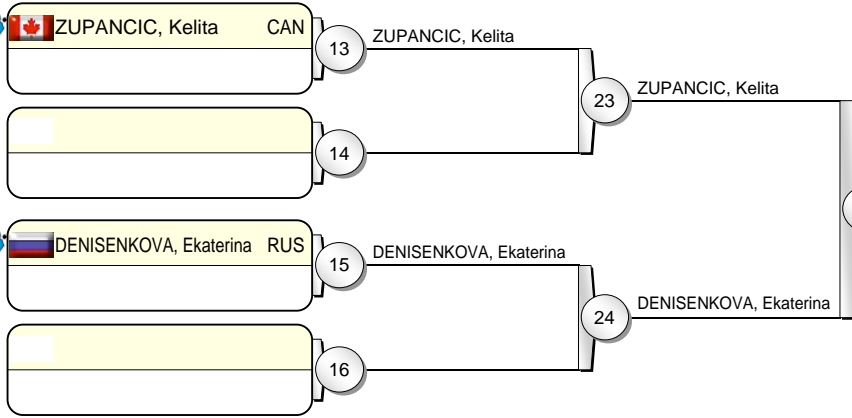 ZUPANCIC, Kelita CAN
13
ZUPANCIC, Kelita
23
ZUPANCIC, Kelita
14
DENISENKOVA, Ekaterina RUS
15
DENISENKOVA, Ekaterina
24
DENISENKOVA, Ekaterina
16